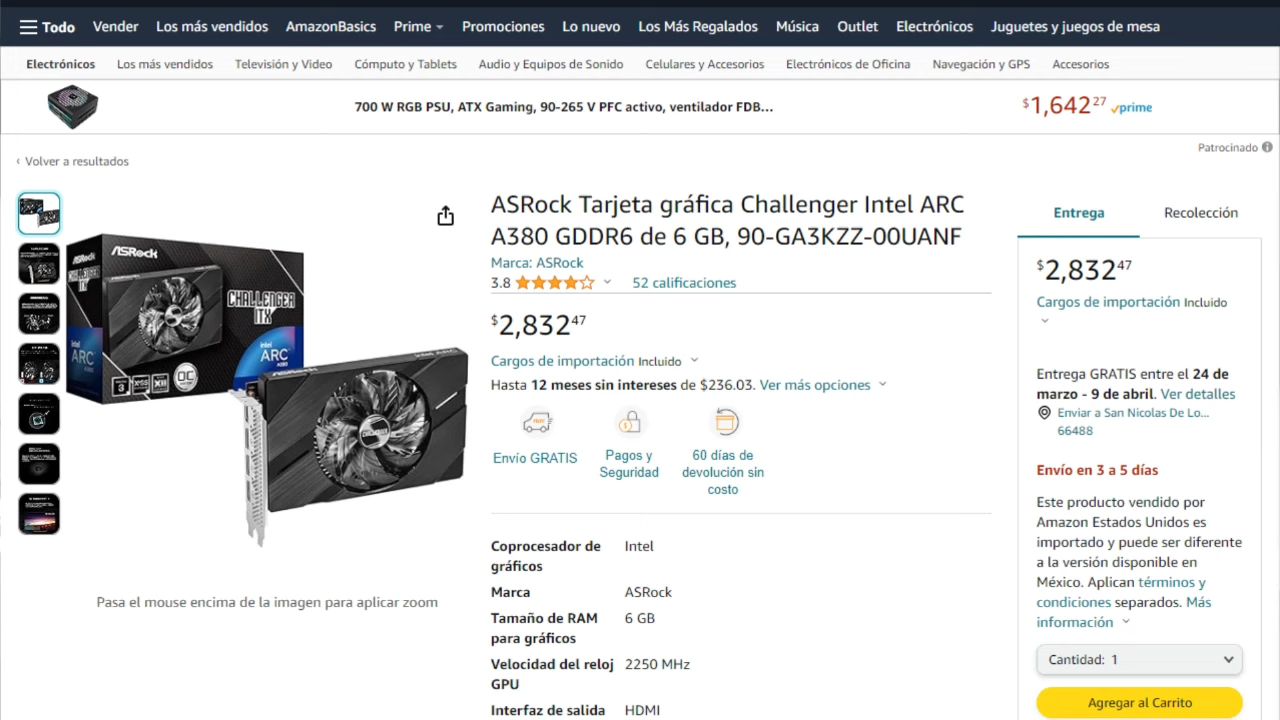 Todo Vender Los más vendidos AmazonBasics Prime Promociones Lo nuevo Los Más Regalados Música Outlet Electrónicos Juguetes y juegos de mesa
Electrónicos Los más vendidos Televisión y Video Cómputo y Tablets Audio y Equipos de Sonido Celulares y Accesorios Electrónicos de Oficina Navegación y GPS Accesorios
700 W RGB PSU, ATX Gaming, 90-265 V PFC activo, ventilador FDB... $1,642 27 prime
Patrocinado
‹ Volver a resultados
ASRock
CHALLENGER
ITX
intel
ARC
A380
intel
ARC
OC
ASRock Tarjeta gráfica Challenger Intel ARC
A380 GDDR6 de 6 GB, 90-GA3KZZ-00UANF
Marca: ASRock
3.8 52 calificaciones
$2,832 47
Cargos de importación Incluido
Hasta 12 meses sin intereses de $236.03. Ver más opciones
Envío GRATIS
Pagos y
Seguridad
60 días de
devolución sin
costo
Coprocesador de
gráficos
Intel
Marca ASRock
Tamaño de RAM
para gráficos
6 GB
Velocidad del reloj
GPU
2250 MHz
Interfaz de salida HDMI
Pasa el mouse encima de la imagen para aplicar zoom
Entrega Recolección
$2,832 47
Cargos de importación Incluido
Entrega GRATIS entre el 24 de
marzo - 9 de abril. Ver detalles
Enviar a San Nicolas De Lo...
66488
Envío en 3 a 5 días
Este producto vendido por
Amazon Estados Unidos es
importado y puede ser diferente
a la versión disponible en
México. Aplican términos y
condiciones separados. Más
información
Cantidad: 1
Agregar al Carrito